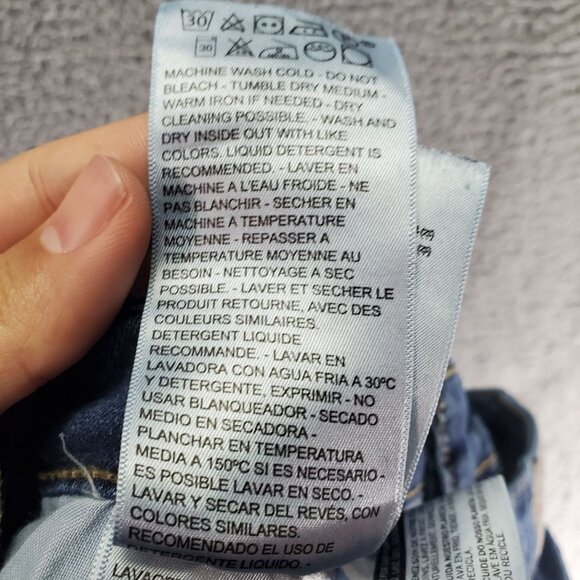 30
30
MACHINE WASH COLD - DO NOT
BLEACH - TUMBLE DRY MEDIUM -
WARM IRON IF NEEDED - DRY
CLEANING POSSIBLE. - WASH AND
DRY INSIDE OUT WITH LIKE
COLORS. LIQUID DETERGENT IS
RECOMMENDED. - LAVER EN
MACHINE A L'EAU FROIDE - NE
PAS BLANCHIR - SECHER EN
MACHINE A TEMPERATURE
MOYENNE - REPASSER A
TEMPERATURE MOYENNE AU
BESOIN - NETTOYAGE A SEC
POSSIBLE. - LAVER ET SECHER LE
PRODUIT RETOURNE, AVEC DES
COULEURS SIMILAIRES.
DETERGENT LIQUIDE
RECOMMANDE. - LAVAR EN
LAVADORA CON AGUA FRIA A 30ºC
Y DETERGENTE, EXPRIMIR - NO
USAR BLANQUEADOR - SECADO
MEDIO EN SECADORA -
PLANCHAR EN TEMPERATURA
MEDIA A 150ºC SI ES NECESARIO -
ES POSIBLE LAVAR EN SECO. -
LAVAR Y SECAR DEL REVÉS, CON
COLORES SIMILARES.
RECOMENDADO EL USO DE
DETERGENTE LIQUIDO.